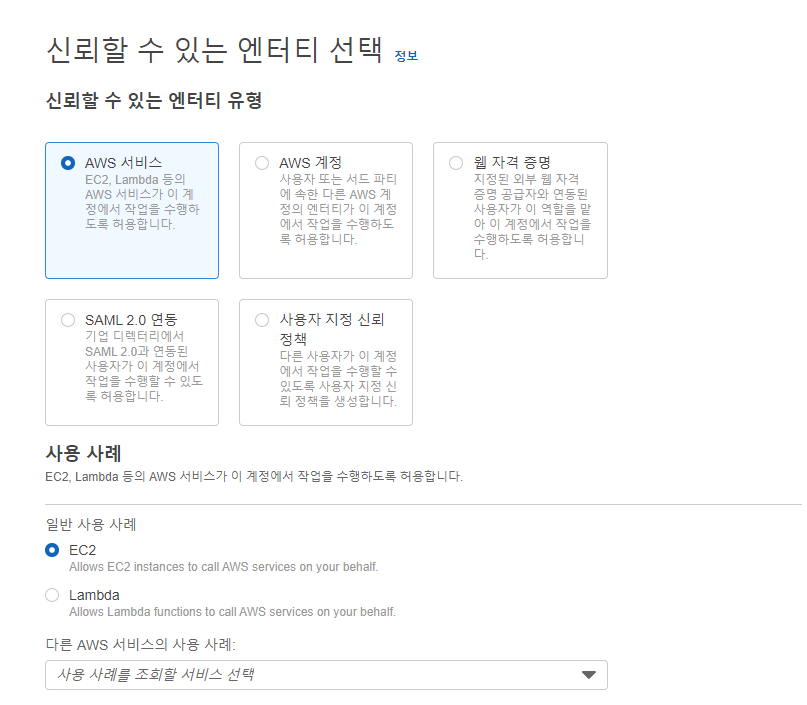 신뢰할 수 있는 엔터티 선택 정보
신뢰할 수 있는 엔터티 유형
AWS 서비스
EC2, Lambda 등의
AWS 서비스가 이 계
정에서 작업을 수행하
도록 허용합니다.
AWS 계정
사용자 또는 서드 파티
에 속한 다른 AWS 계
정의 엔터티가 이 계정
에서 작업을 수행하도
록 허용합니다.
웹 자격 증명
지정된 외부 웹 자격
증명 공급자와 연동된
사용자가 이 역할을 맡
아 이 계정에서 작업을
수행하도록 허용합니
다.
SAML 2.0 연동
기업 디렉터리에서
SAML 2.0과 연동된
사용자가 이 계정에서
작업을 수행할 수 있도
록 허용합니다.
사용자 지정 신뢰
정책
다른 사용자가 이 계정
에서 작업을 수행할 수
있도록 사용자 지정 신
뢰 정책을 생성합니다.
사용 사례
EC2, Lambda 등의 AWS 서비스가 이 계정에서 작업을 수행하도록 허용합니다.
일반 사용 사례
EC2
Allows EC2 instances to call AWS services on your behalf.
Lambda
Allows Lambda functions to call AWS services on your behalf.
다른 AWS 서비스의 사용 사례:
사용 사례를 조회할 서비스 선택